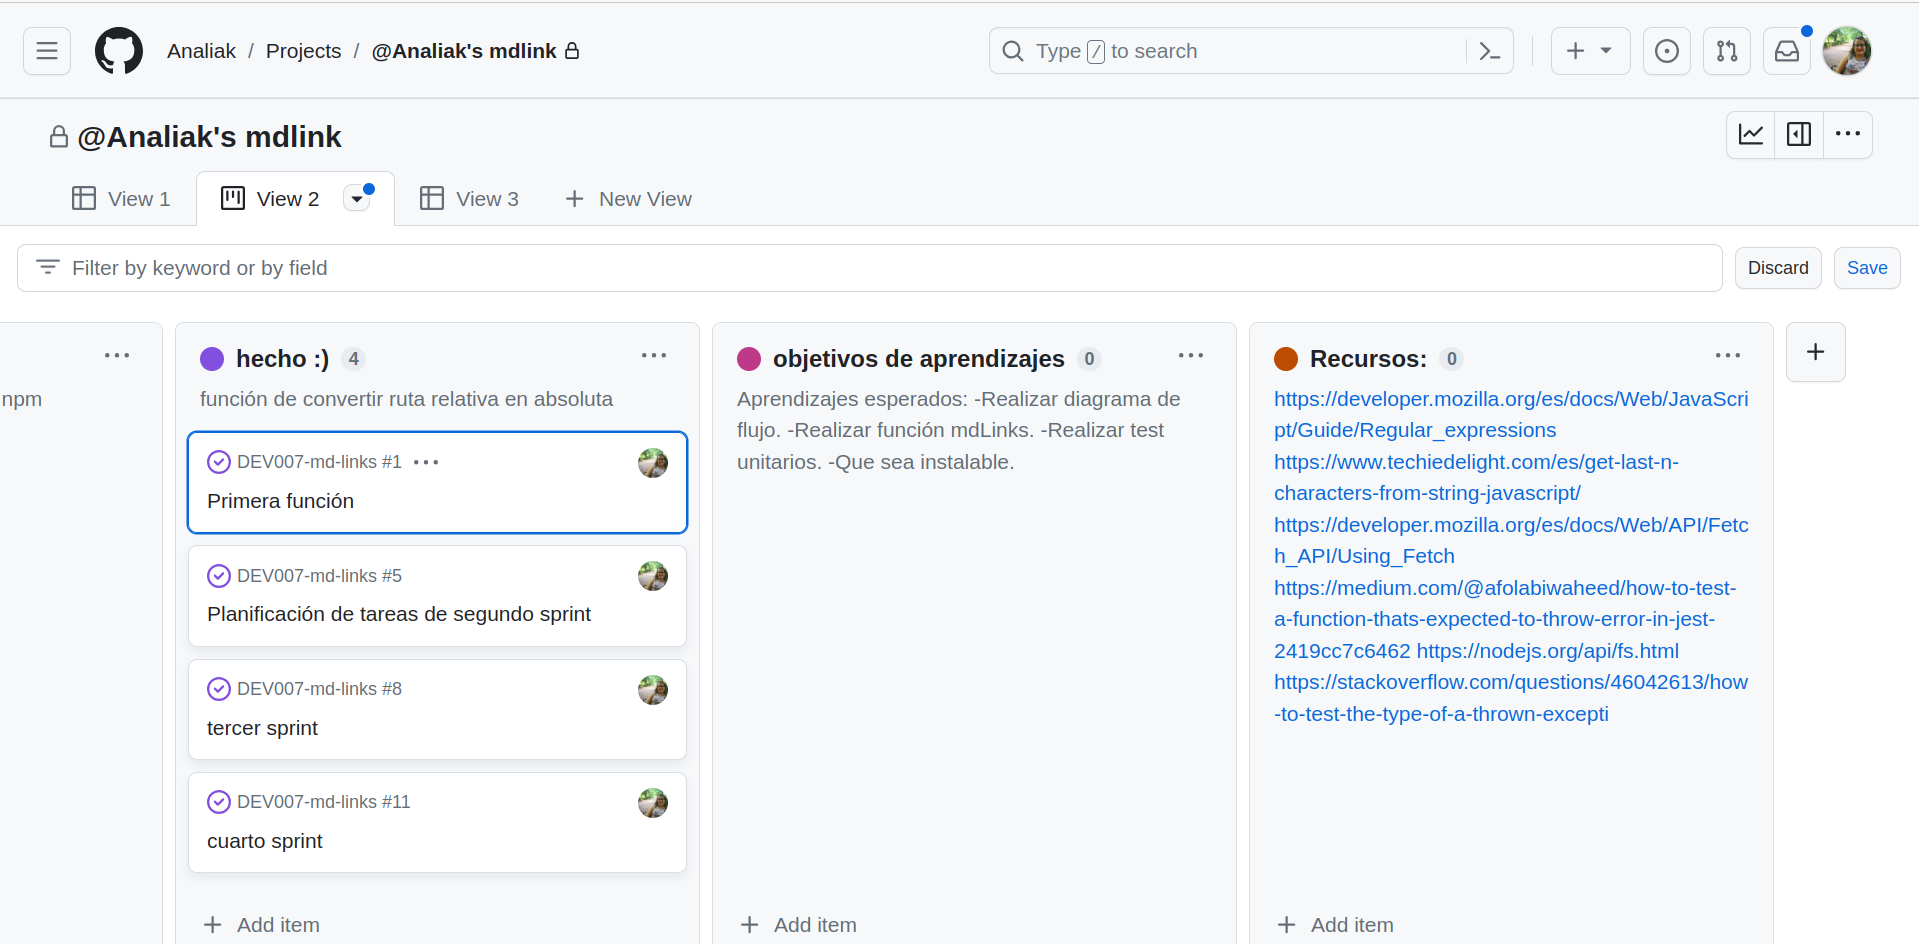 Analiak / Projects / @Analiak's mdlink
Type / to search
@Analiak's mdlink
View 1
View 2
View 3
New View
Filter by keyword or by field
Discard
Save
npm
hecho :) 4
función de convertir ruta relativa en absoluta
DEV007-md-links #1
Primera función
DEV007-md-links #5
Planificación de tareas de segundo sprint
DEV007-md-links #8
tercer sprint
DEV007-md-links #11
cuarto sprint
Add item
objetivos de aprendizajes 0
Aprendizajes esperados: -Realizar diagrama de
flujo. -Realizar función mdLinks. -Realizar test
unitarios. -Que sea instalable.
Add item
Recursos: 0
https://developer.mozilla.org/es/docs/Web/JavaScri
pt/Guide/Regular_expressions
https://www.techiedelight.com/es/get-last-n-
characters-from-string-javascript/
https://developer.mozilla.org/es/docs/Web/API/Fetc
h_API/Using_Fetch
https://medium.com/@afolabiwaheed/how-to-test-
a-function-thats-expected-to-throw-error-in-jest-
2419cc7c6462 https://nodejs.org/api/fs.html
https://stackoverflow.com/questions/46042613/how
-to-test-the-type-of-a-thrown-excepti
Add item